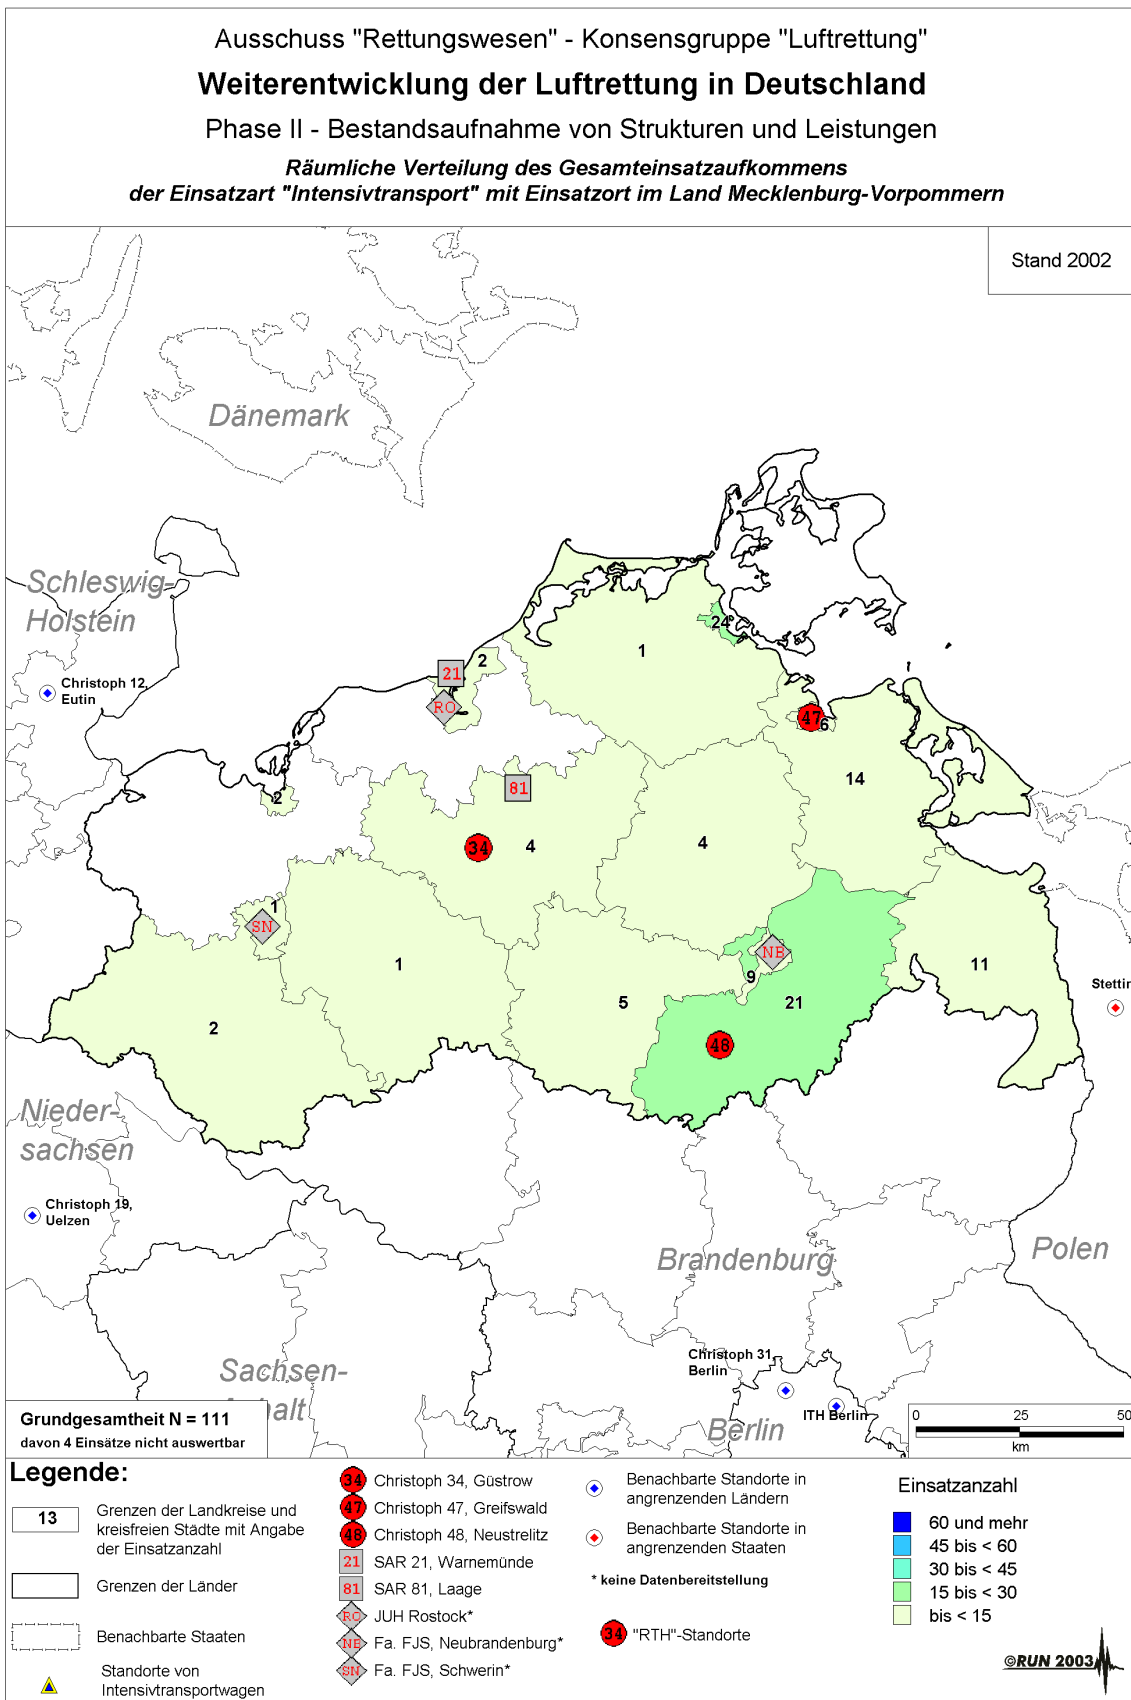 Ausschuss "Rettungswesen" - Konsensgruppe "Luftrettung"
Weiterentwicklung der Luftrettung in Deutschland
Phase II - Bestandsaufnahme von Strukturen und Leistungen
Räumliche Verteilung des Gesamteinsatzaufkommens
der Einsatzart "Intensivtransport" mit Einsatzort im Land Mecklenburg-Vorpommern
Stand 2002
Dänemark
Schleswig-
Holstein
Christoph 12,
Eutin
24
1
2
21
RO
47
6
14
2
81
34
4
4
1
SN
1
NB
9
21
11
5
2
48
Stettin
Nieder-
sachsen
Christoph 19,
Uelzen
Brandenburg
Polen
Sachsen-
halt
Christoph 31,
Berlin
ITH Berlin
Berlin
0 25 50
km
Grundgesamtheit N = 111
davon 4 Einsätze nicht auswertbar
Legende:
13
Grenzen der Landkreise und
kreisfreien Städte mit Angabe
der Einsatzanzahl
Grenzen der Länder
Benachbarte Staaten
Standorte von
Intensivtransportwagen
34 Christoph 34, Güstrow
47 Christoph 47, Greifswald
48 Christoph 48, Neustrelitz
21 SAR 21, Warnemünde
81 SAR 81, Laage
RO JUH Rostock*
NB Fa. FJS, Neubrandenburg*
SN Fa. FJS, Schwerin*
Benachbarte Standorte in
angrenzenden Ländern
Benachbarte Standorte in
angrenzenden Staaten
* keine Datenbereitstellung
34 "RTH"-Standorte
Einsatzanzahl
60 und mehr
45 bis < 60
30 bis < 45
15 bis < 30
bis < 15
©RUN 2003